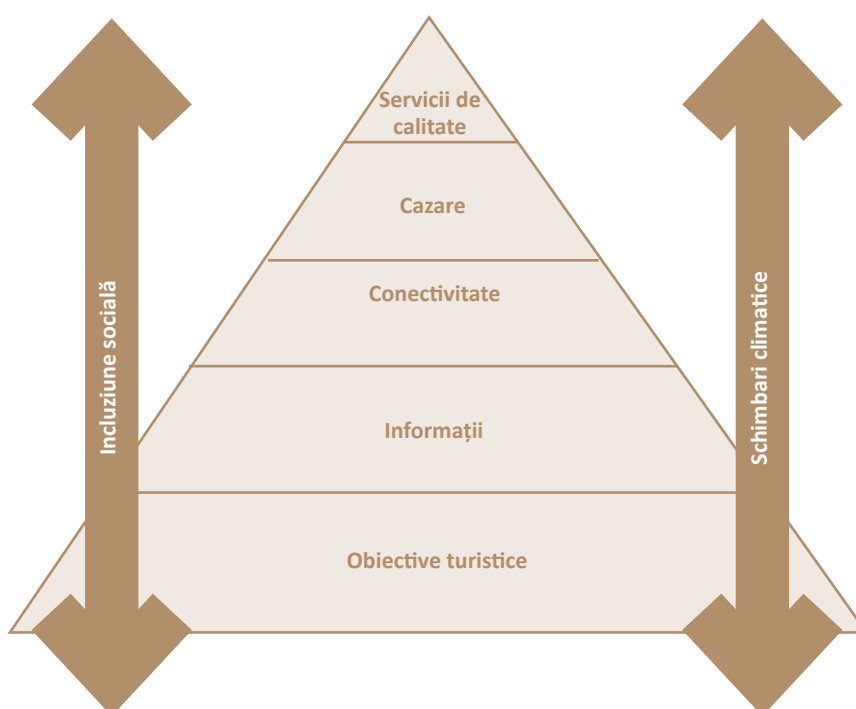 Servicii de
calitate
Cazare
Conectivitate
Informații
Obiective turistice
Incluziune socială
Schimbari climatice